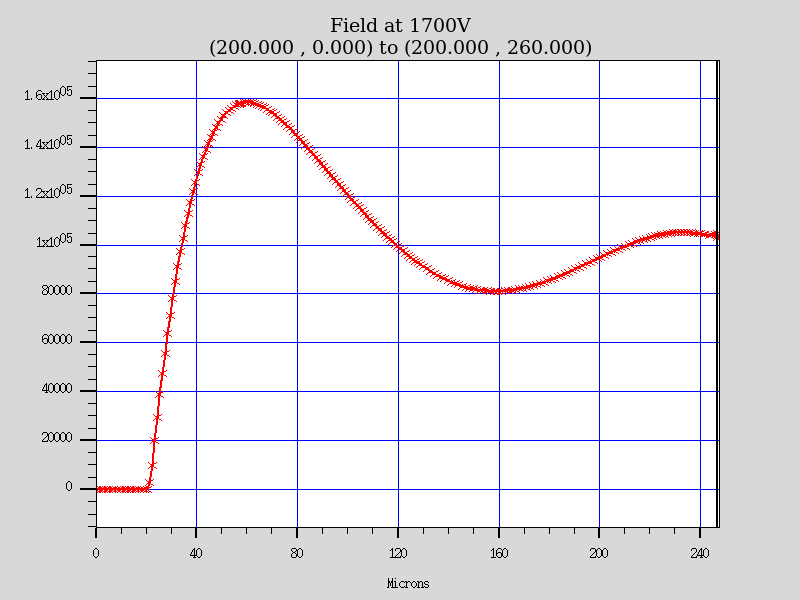 Field at 1700V
(200.000 , 0.000) to (200.000 , 260.000)
1.6x10^05
1.4x10^05
1.2x10^05
1x10^05
80000
60000
40000
20000
0
0 40 80 120 160 200 240
Microns